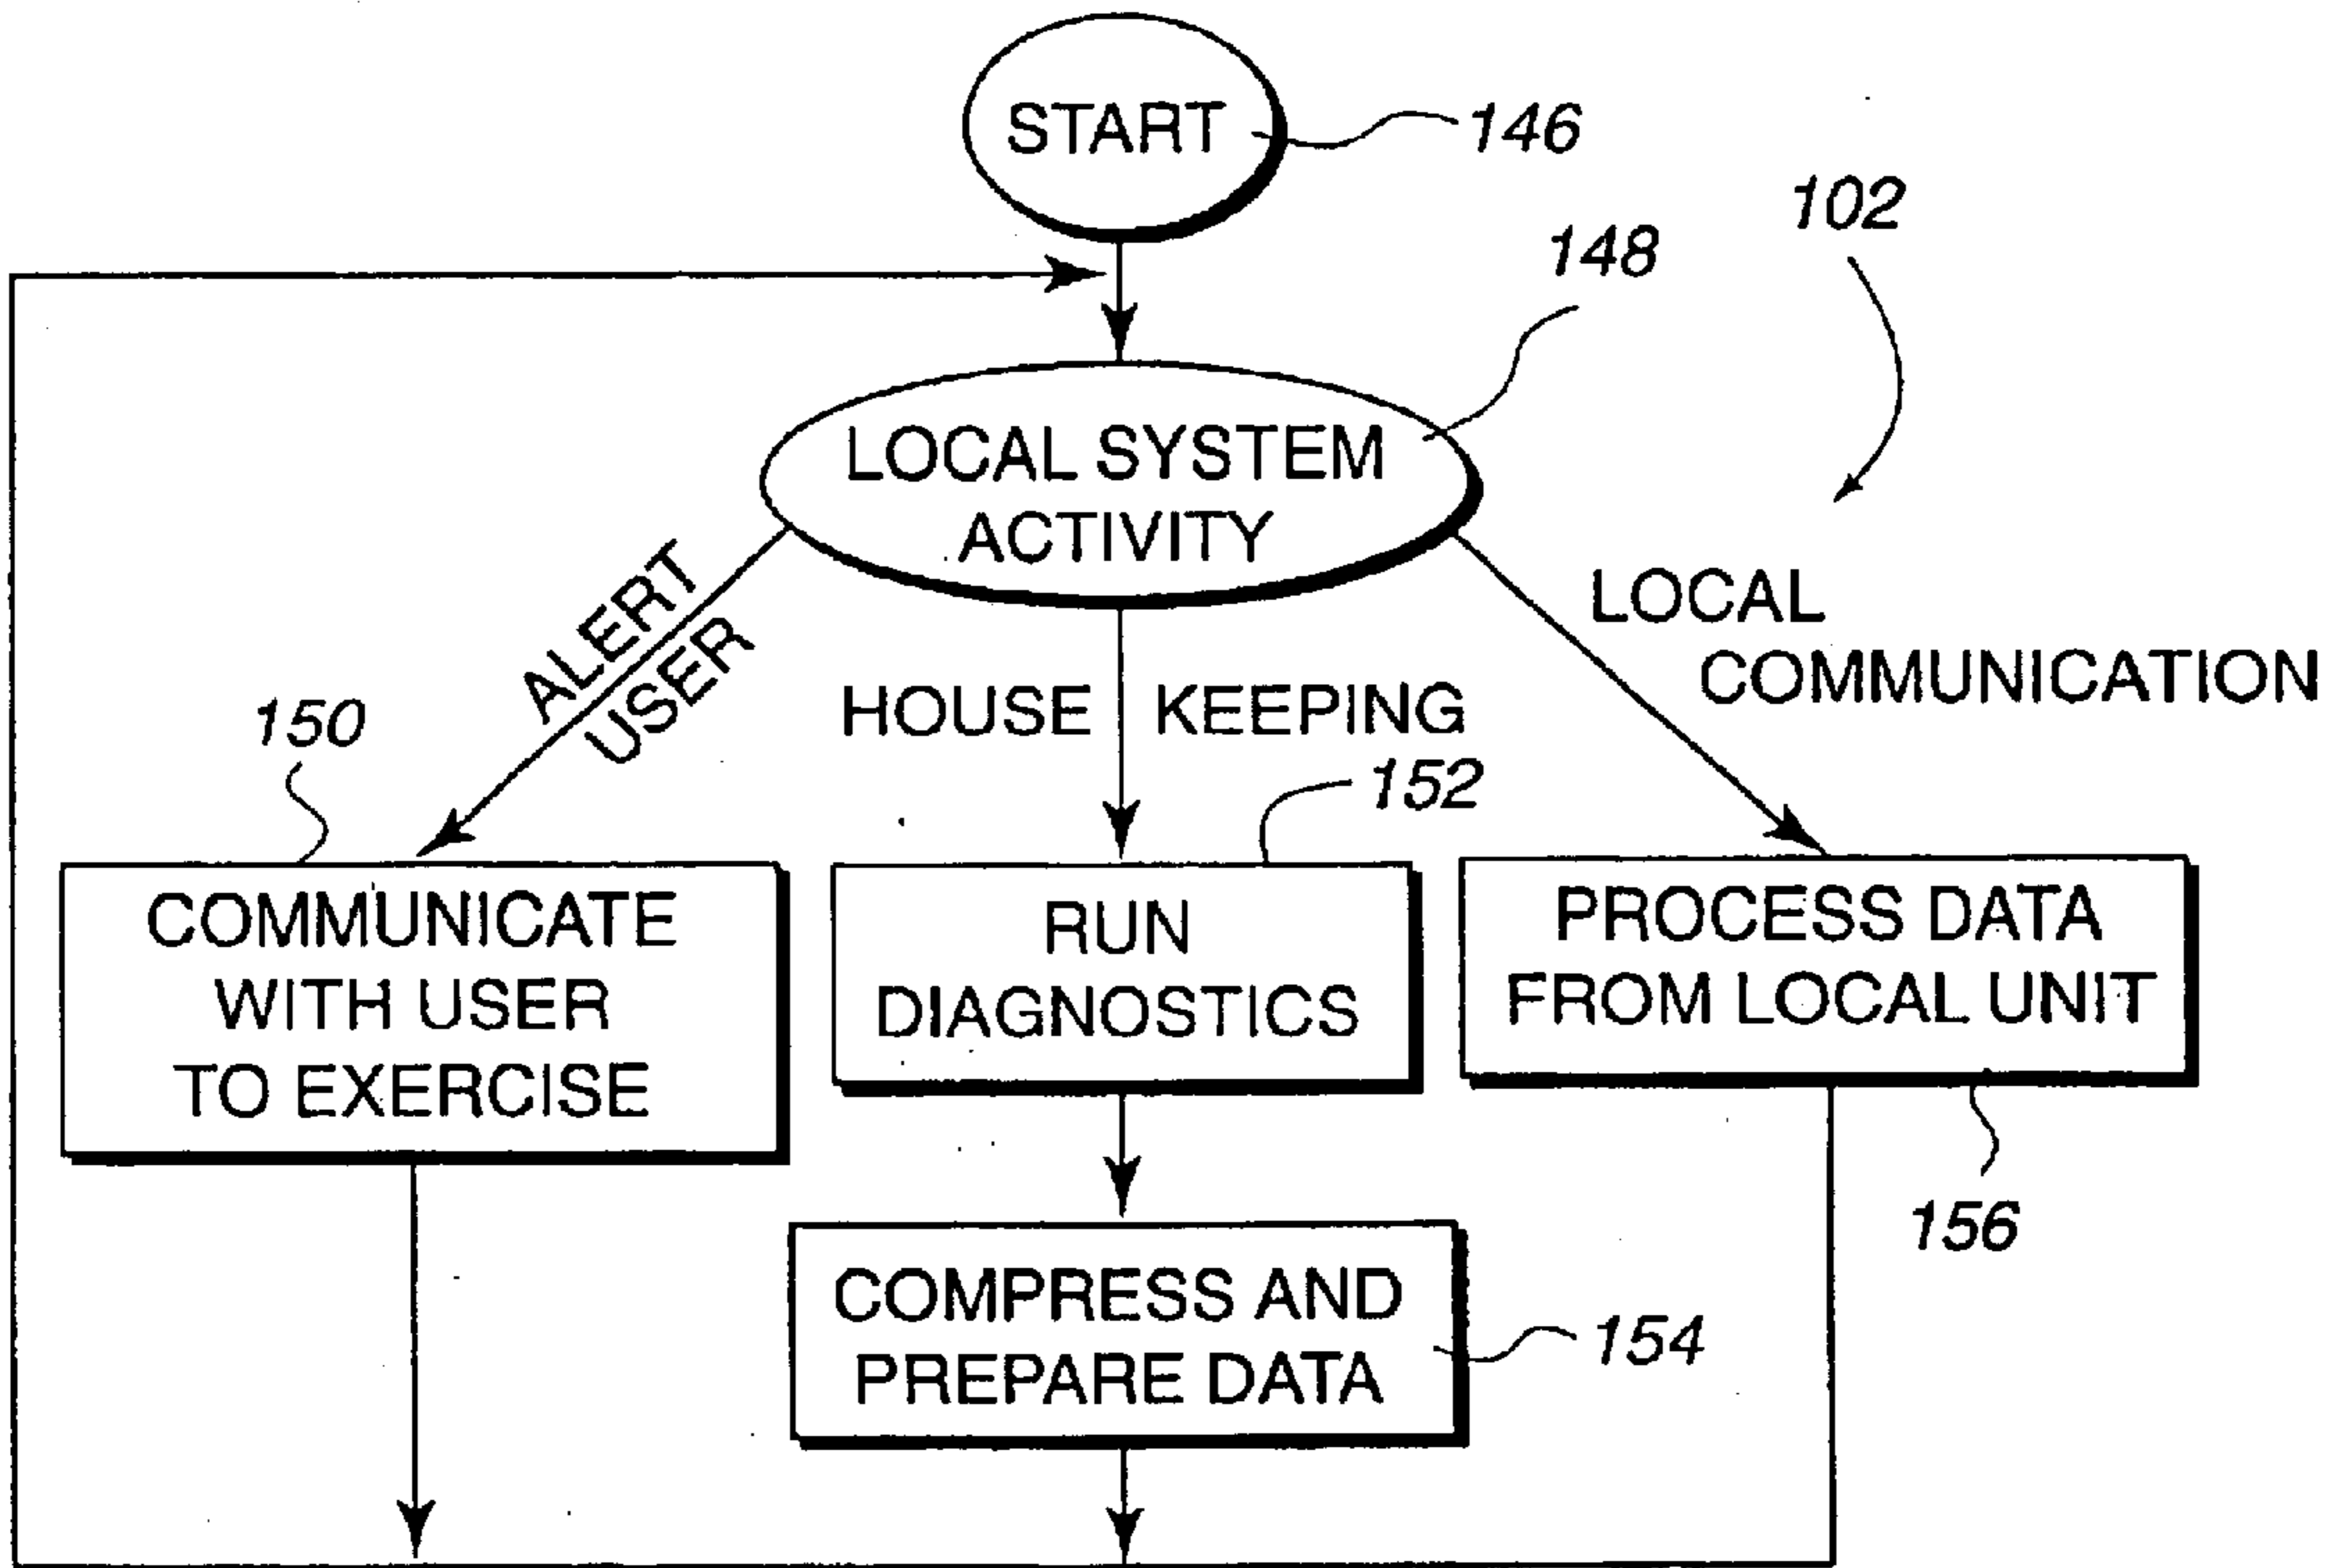 START
146
102
148
LOCAL SYSTEM
ACTIVITY
ALERT
USER
HOUSE KEEPING
LOCAL
COMMUNICATION
150
152
COMMUNICATE
WITH USER
TO EXERCISE
RUN
DIAGNOSTICS
PROCESS DATA
FROM LOCAL UNIT
156
COMPRESS AND
PREPARE DATA
154